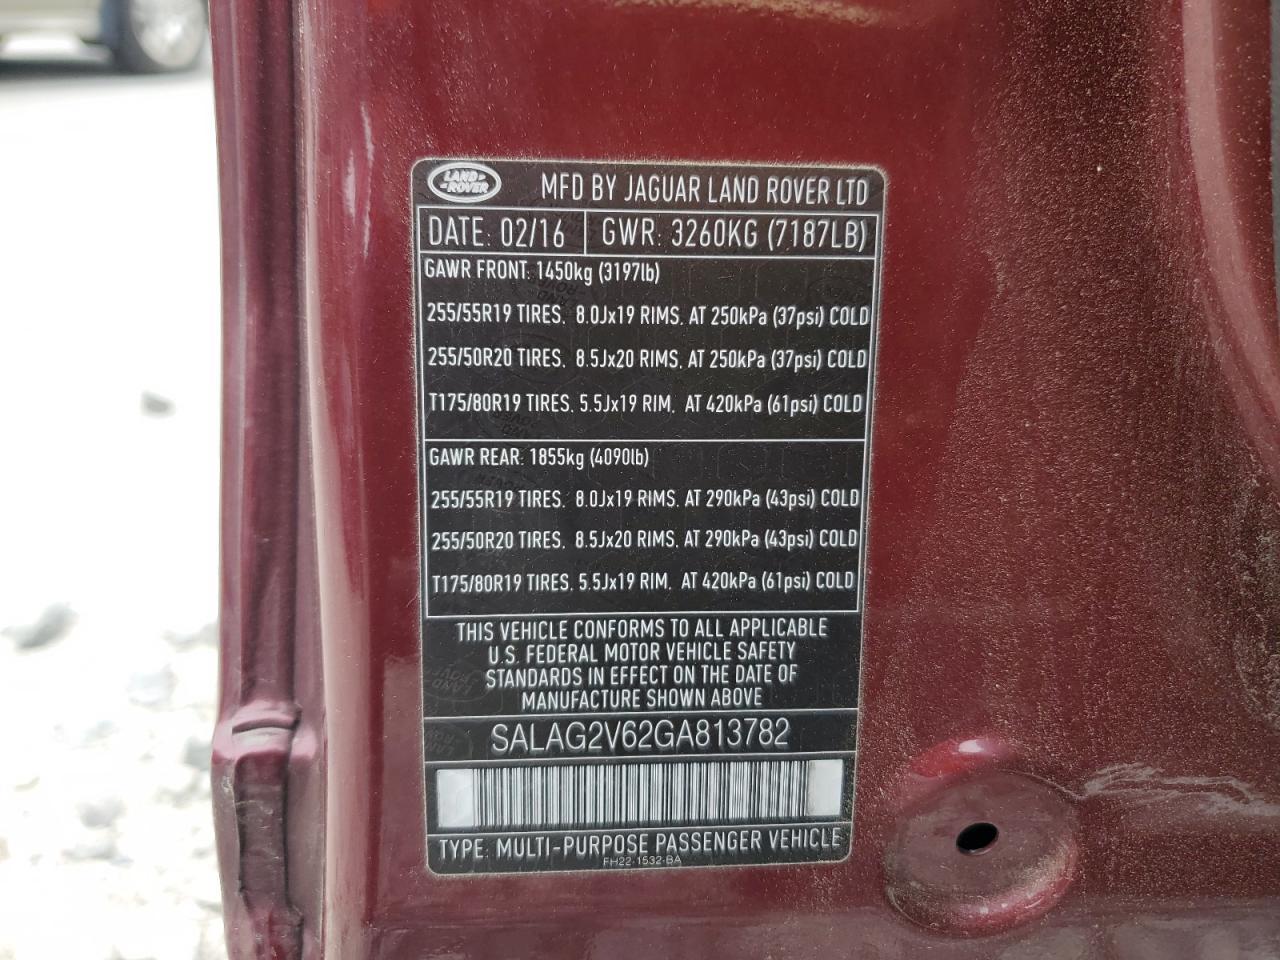 LAND
ROVER
MFD BY JAGUAR LAND ROVER LTD
DATE: 02/16 GWR: 3260KG (7187LB)
GAWR FRONT: 1450kg (3197lb)
255/55R19 TIRES, 8.0Jx19 RIMS, AT 250kPa (37psi) COLD
255/50R20 TIRES, 8.5Jx20 RIMS, AT 250kPa (37psi) COLD
T175/80R19 TIRES, 5.5Jx19 RIM, AT 420kPa (61psi) COLD
GAWR REAR: 1855kg (4090lb)
255/55R19 TIRES, 8.0Jx19 RIMS, AT 290kPa (43psi) COLD
255/50R20 TIRES, 8.5Jx20 RIMS, AT 290kPa (43psi) COLD
T175/80R19 TIRES, 5.5Jx19 RIM, AT 420kPa (61psi) COLD
THIS VEHICLE CONFORMS TO ALL APPLICABLE
U.S. FEDERAL MOTOR VEHICLE SAFETY
STANDARDS IN EFFECT ON THE DATE OF
MANUFACTURE SHOWN ABOVE
SALAG2V62GA813782
TYPE: MULTI-PURPOSE PASSENGER VEHICLE
FH22-1532-BA